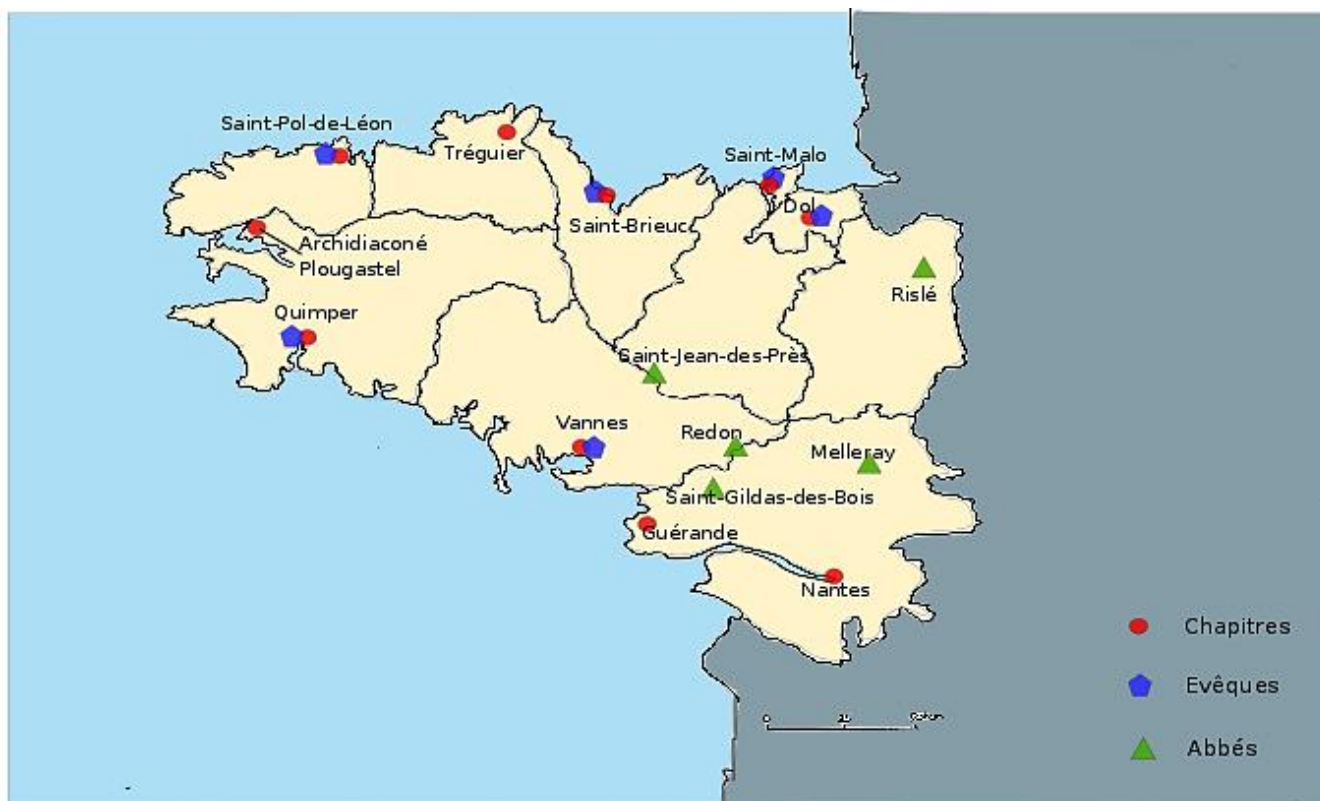 Saint-Pol-de-Léon
Tréguier
Saint-Malo
Dol
Saint-Brieuc
Archidiaconé
Plougastel
Rislé
Quimper
Saint-Jean-des-Près
Vannes
Redon
Melleray
Saint-Gildas-des-Bois
Guérande
Nantes
Chapitres
Evêques
Abbés
0